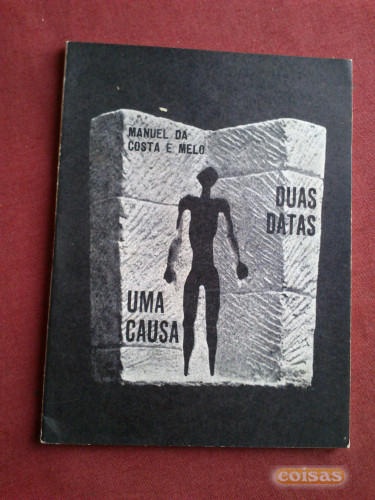 MANUEL DA
COSTA E MELO
DUAS
DATAS
UMA
CAUSA
coisas